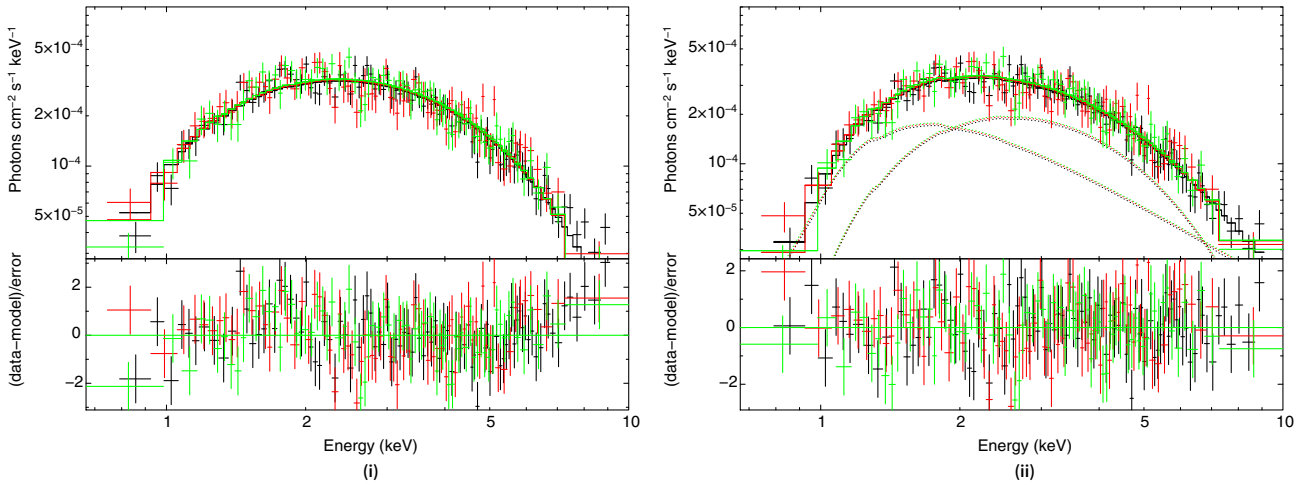 5×10⁻⁴
2×10⁻⁴
10⁻⁴
5×10⁻⁵
Photons cm⁻² s⁻¹ keV⁻¹
2
0
−2
(data−model)/error
1
2
5
10
Energy (keV)
(i)
5×10⁻⁴
2×10⁻⁴
10⁻⁴
5×10⁻⁵
Photons cm⁻² s⁻¹ keV⁻¹
2
0
−2
(data−model)/error
1
2
5
10
Energy (keV)
(ii)